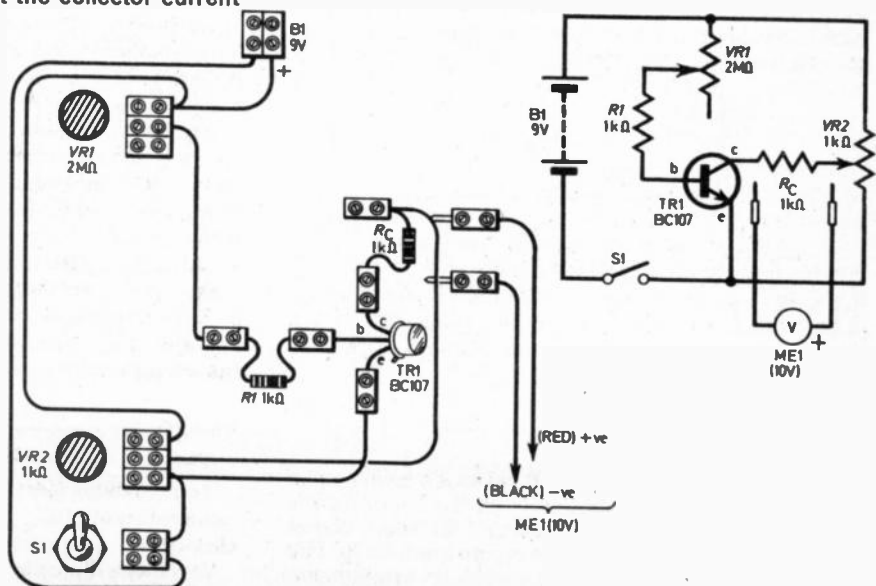 t the collector current
B1
9V
+
VR1
2MΩ
RC
1kΩ
c
b
e
TR1
BC107
R1 1kΩ
VR2
1kΩ
S1
(RED) +ve
(BLACK) –ve
ME1(10V)
B1
9V
R1
1kΩ
VR1
2MΩ
VR2
1kΩ
b
c
e
TR1
BC107
RC
1kΩ
S1
V
+
ME1
(10V)